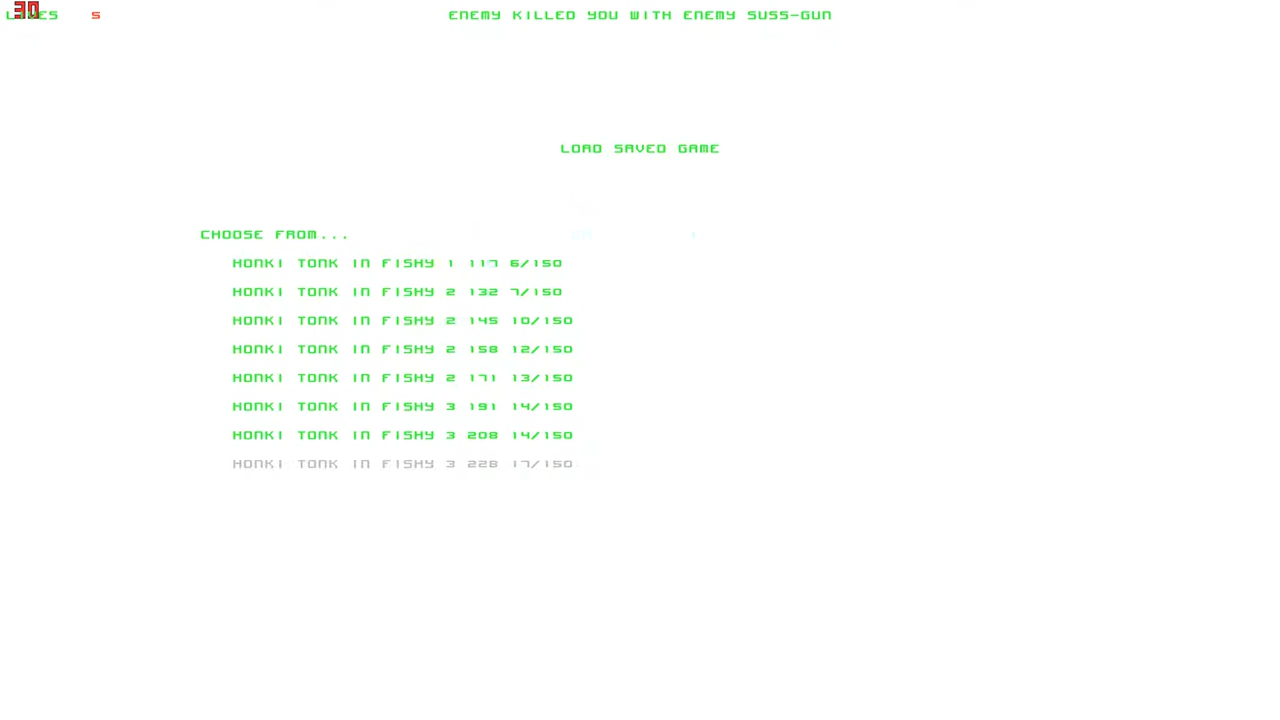 30
LIVES 5 ENEMY KILLED YOU WITH ENEMY SUSS-GUN
LOAD SAVED GAME
CHOOSE FROM...
HONKI TONK IN FISHY 1 117 6/150
HONKI TONK IN FISHY 2 132 7/150
HONKI TONK IN FISHY 2 145 10/150
HONKI TONK IN FISHY 2 158 12/150
HONKI TONK IN FISHY 2 171 13/150
HONKI TONK IN FISHY 3 191 14/150
HONKI TONK IN FISHY 3 208 14/150
HONKI TONK IN FISHY 3 228 17/150